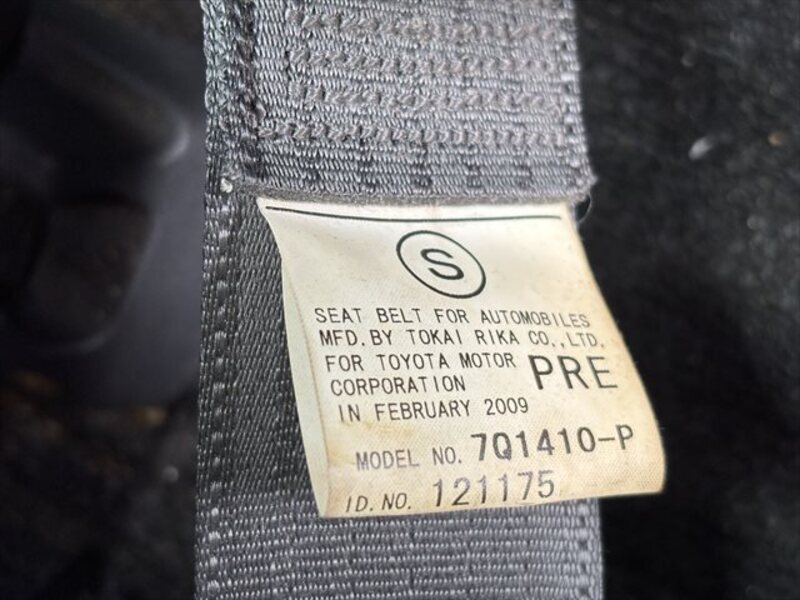 S
SEAT BELT FOR AUTOMOBILES
MFD. BY TOKAI RIKA CO., LTD.
FOR TOYOTA MOTOR
CORPORATION PRE
IN FEBRUARY 2009
MODEL NO. 7Q1410-P
ID. NO. 121175